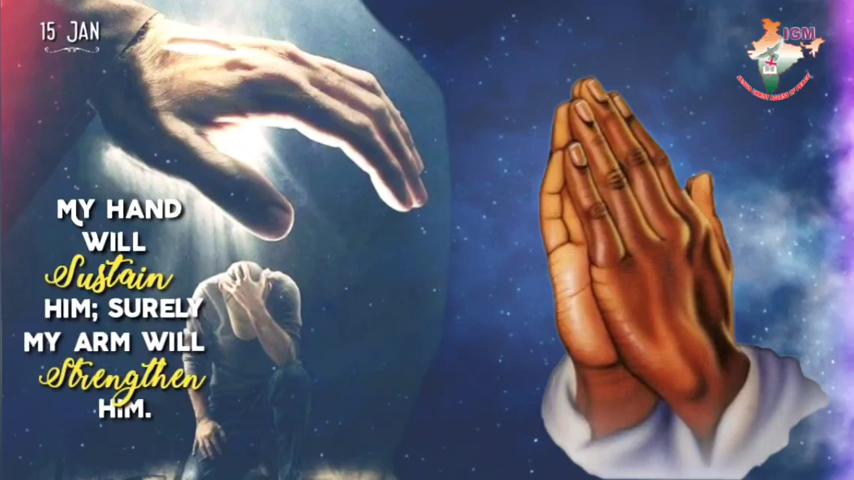 15 JAN
IGM
MY HAND
WILL
Sustain
HIM; SURELY
MY ARM WILL
Strengthen
HIM.